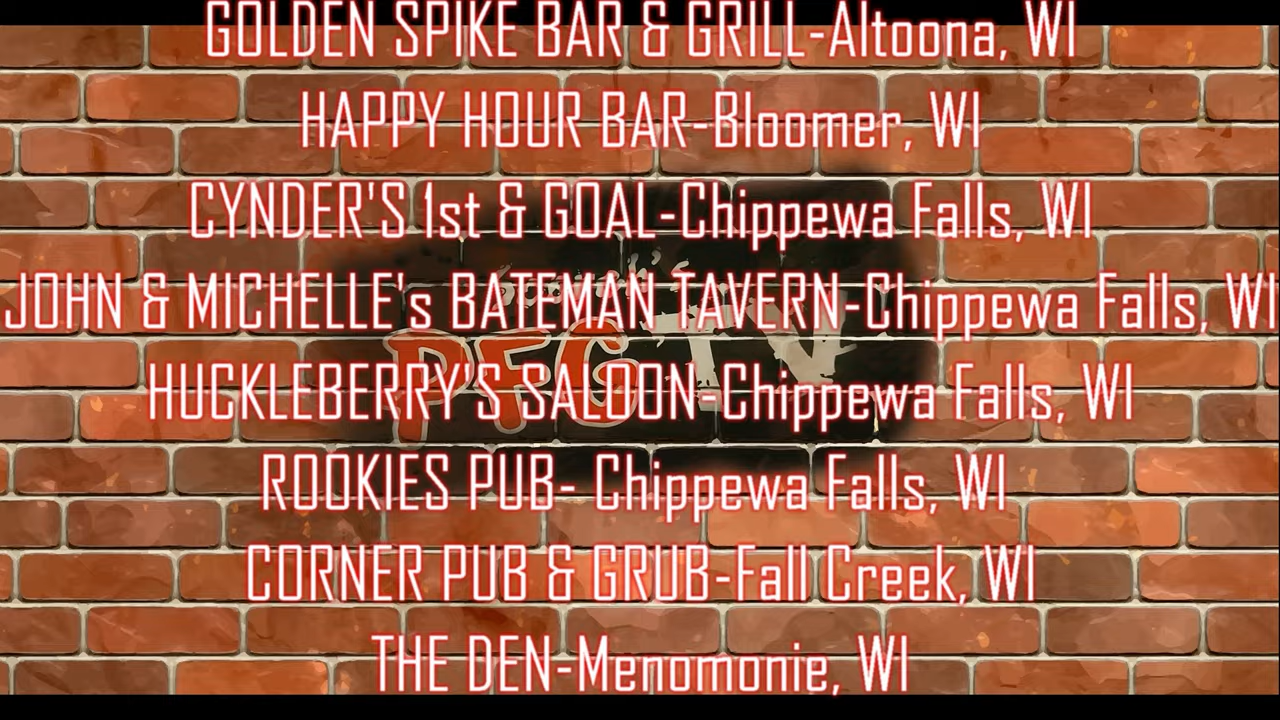 GOLDEN SPIKE BAR & GRILL-Altoona, WI
HAPPY HOUR BAR-Bloomer, WI
CYNDER'S 1st & GOAL-Chippewa Falls, WI
JOHN & MICHELLE's BATEMAN TAVERN-Chippewa Falls, WI
PFG TV
HUCKLEBERRY'S SALOON-Chippewa Falls, WI
ROOKIES PUB- Chippewa Falls, WI
CORNER PUB & GRUB-Fall Creek, WI
THE DEN-Menomonie, WI